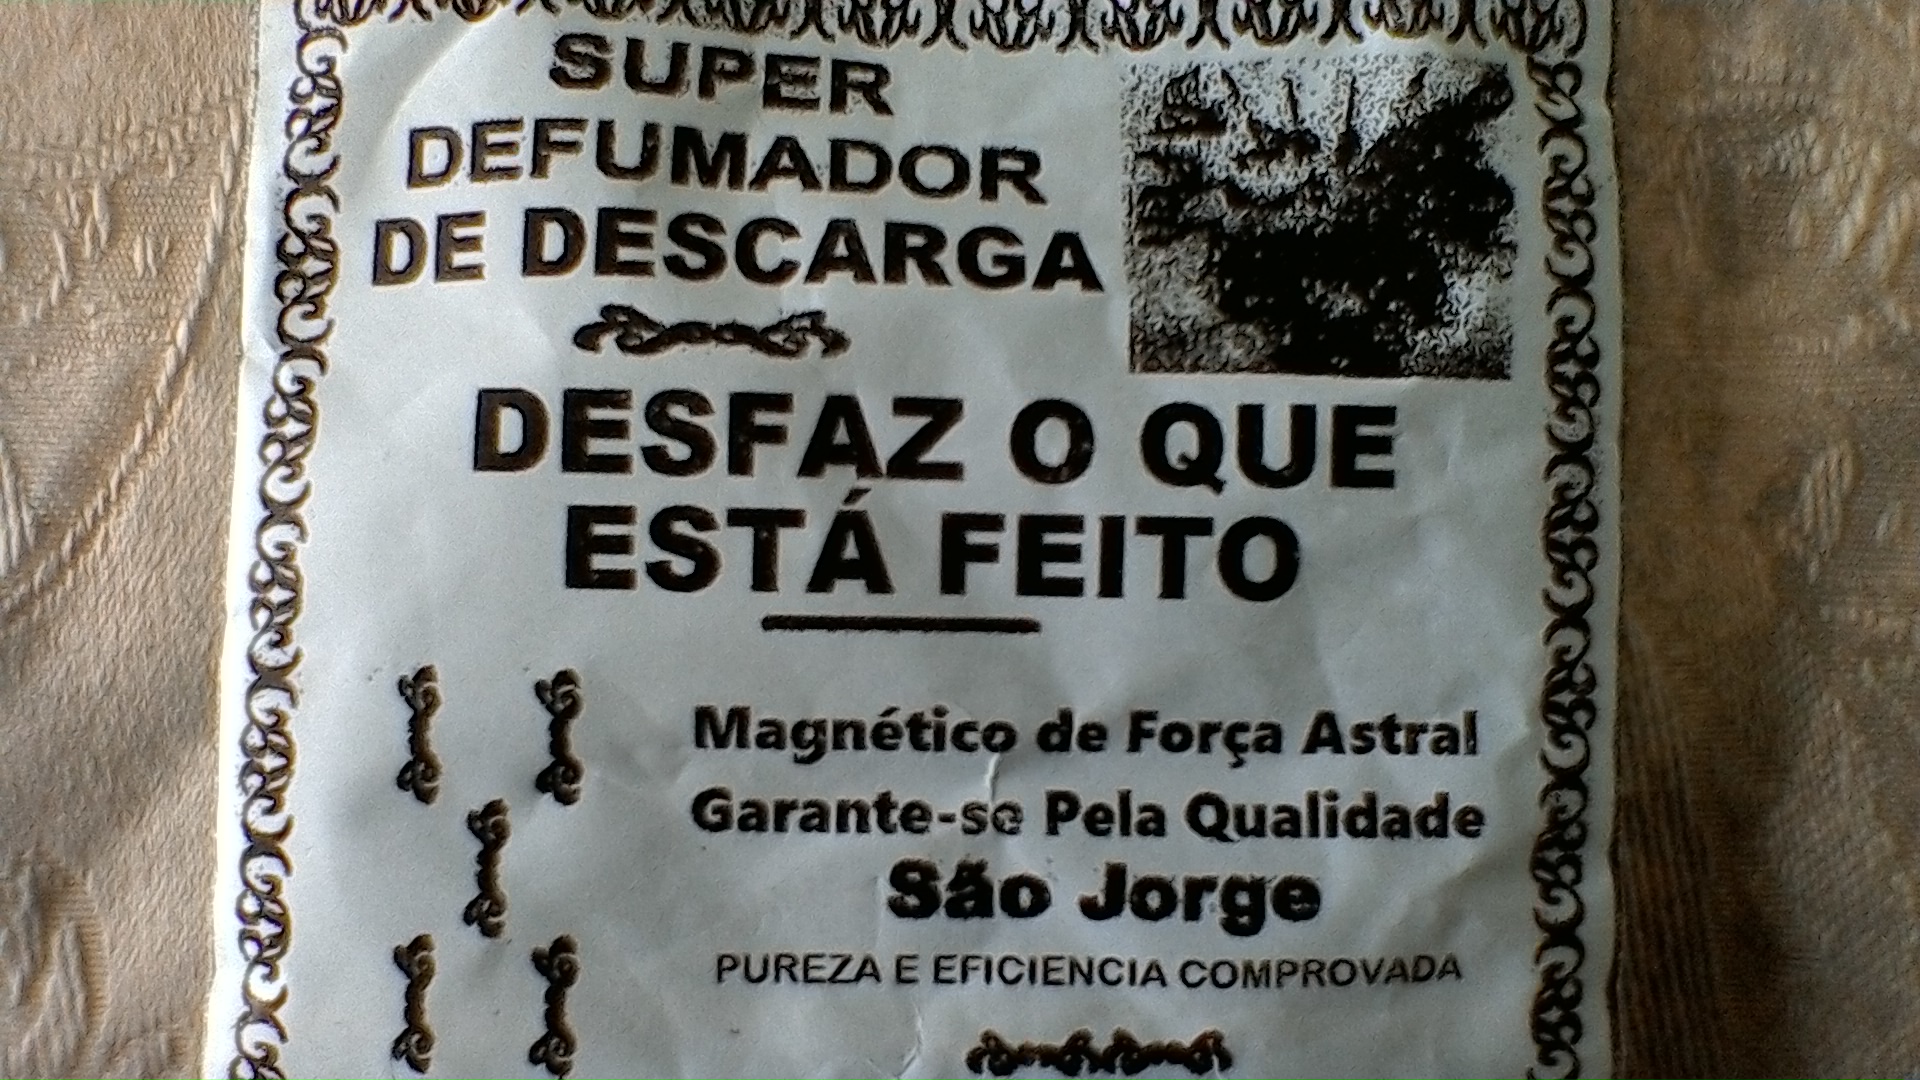 SUPER
DEFUMADOR
DE DESCARGA
DESFAZ O QUE
ESTÁ FEITO
Magnético de Força Astral
Garante-se Pela Qualidade
São Jorge
PUREZA E EFICIENCIA COMPROVADA